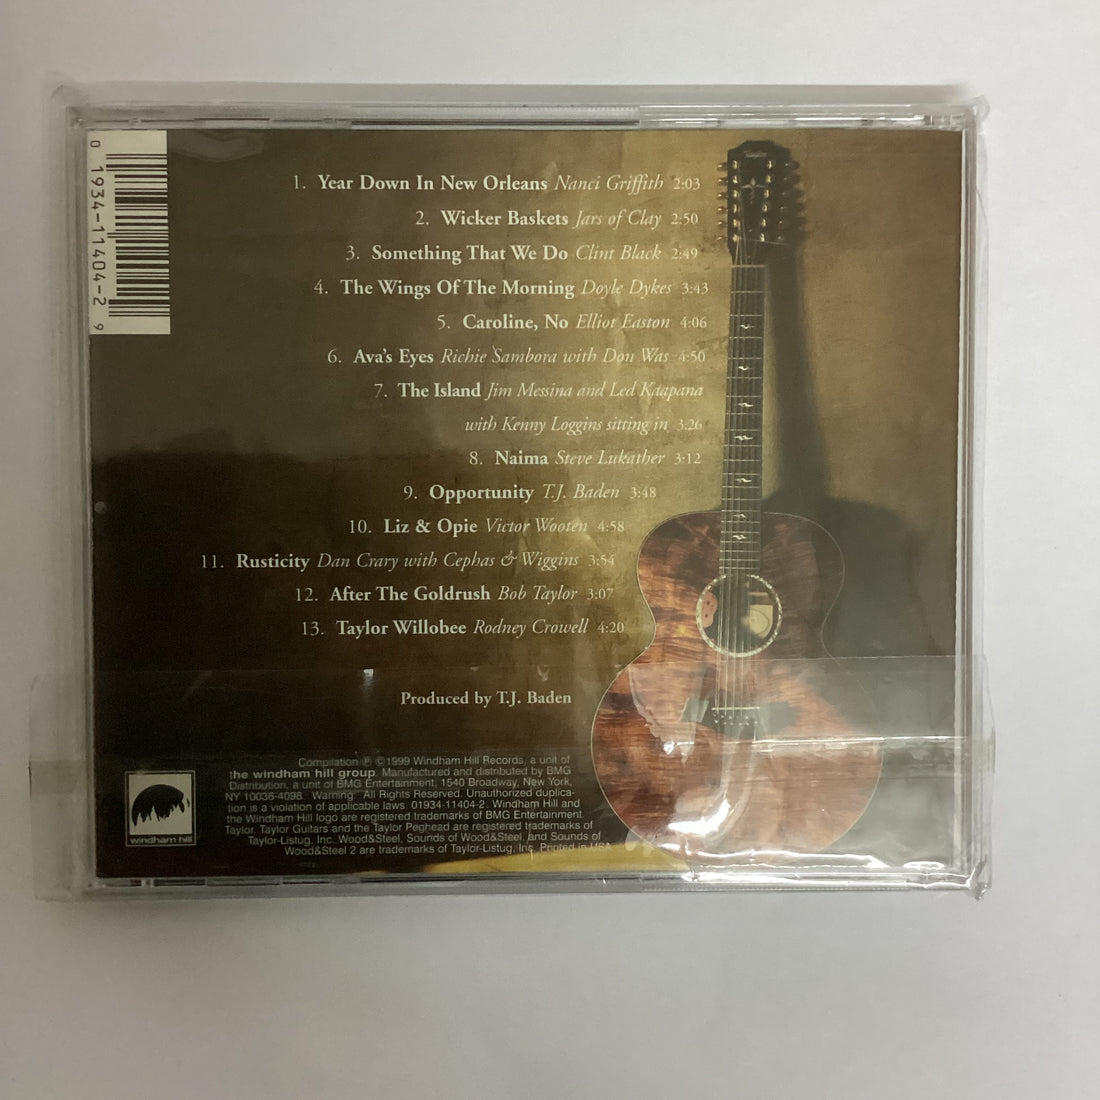 0 1934-11404-2 9
1. Year Down In New Orleans Nanci Griffith 2:03
2. Wicker Baskets Jars of Clay 2:50
3. Something That We Do Clint Black 2:49
4. The Wings Of The Morning Doyle Dykes 3:43
5. Caroline, No Elliot Easton 4:06
6. Ava's Eyes Richie Sambora with Don Was 4:50
7. The Island Jim Messina and Led Kaapana
with Kenny Loggins sitting in 3:26
8. Naima Steve Lukather 3:12
9. Opportunity T.J. Baden 3:48
10. Liz & Opie Victor Wooten 4:58
11. Rusticity Dan Crary with Cephas & Wiggins 3:54
12. After The Goldrush Bob Taylor 3:07
13. Taylor Willobee Rodney Crowell 4:20
Produced by T.J. Baden
Compilation ℗ ©1999 Windham Hill Records, a unit of
the windham hill group. Manufactured and distributed by BMG
Distribution, a unit of BMG Entertainment, 1540 Broadway, New York,
NY 10036-4098. Warning: All Rights Reserved. Unauthorized duplica-
tion is a violation of applicable laws. 01934-11404-2. Windham Hill and
the Windham Hill logo are registered trademarks of BMG Entertainment.
Taylor, Taylor Guitars and the Taylor Peghead are registered trademarks of
Taylor-Listug, Inc. Wood&Steel, Sounds of Wood&Steel, and Sounds of
Wood&Steel 2 are trademarks of Taylor-Listug, Inc. Printed in USA
windham hill